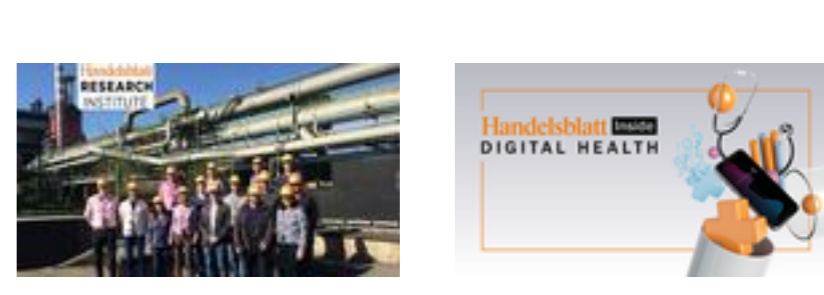 Handelsblatt
RESEARCH
INSTITUTE
Handelsblatt Inside
DIGITAL HEALTH